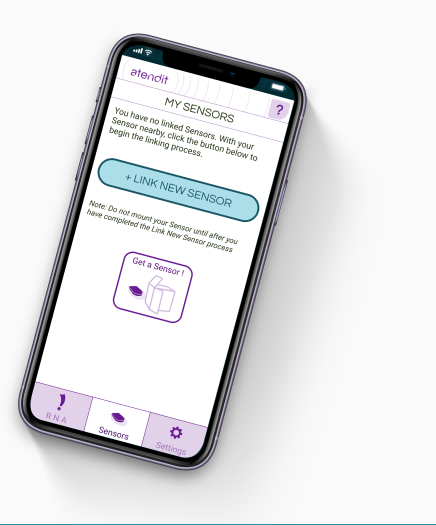 atendit
?
MY SENSORS
You have no linked Sensors. With your
Sensor nearby, click the button below to
begin the linking process.
+ LINK NEW SENSOR
Note: Do not mount your Sensor until after you
have completed the Link New Sensor process
Get a Sensor !
RNA
Sensors
Settings